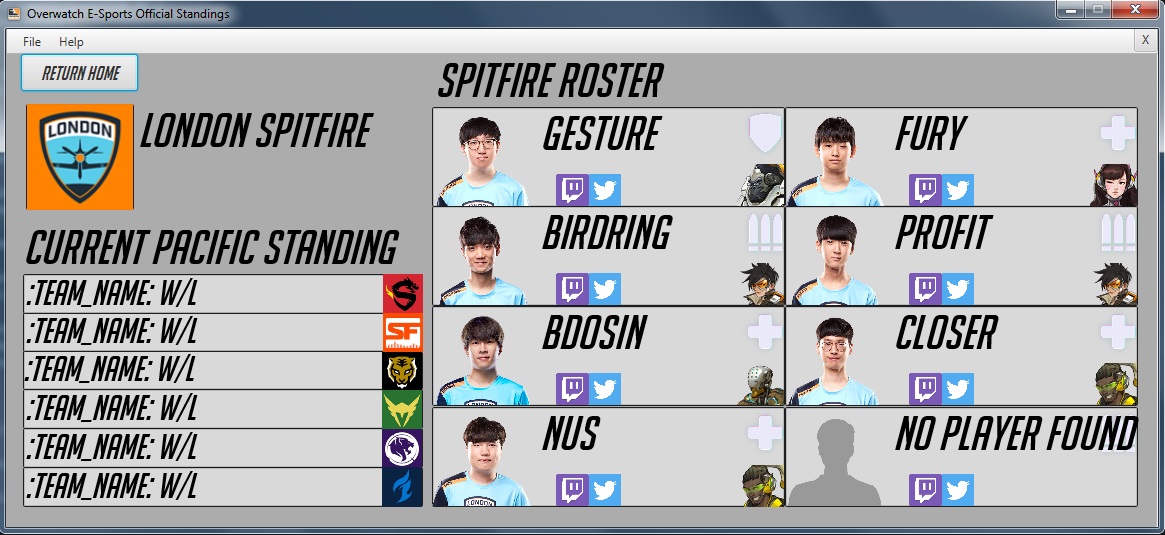 Overwatch E-Sports Official Standings
File Help X
RETURN HOME
LONDON
LONDON SPITFIRE
CURRENT PACIFIC STANDING
:TEAM_NAME: W/L
:TEAM_NAME: W/L
SF
:TEAM_NAME: W/L
:TEAM_NAME: W/L
:TEAM_NAME: W/L
:TEAM_NAME: W/L
SPITFIRE ROSTER
GESTURE
FURY
BIRDRING
PROFIT
BDOSIN
CLOSER
NUS
NO PLAYER FOUND